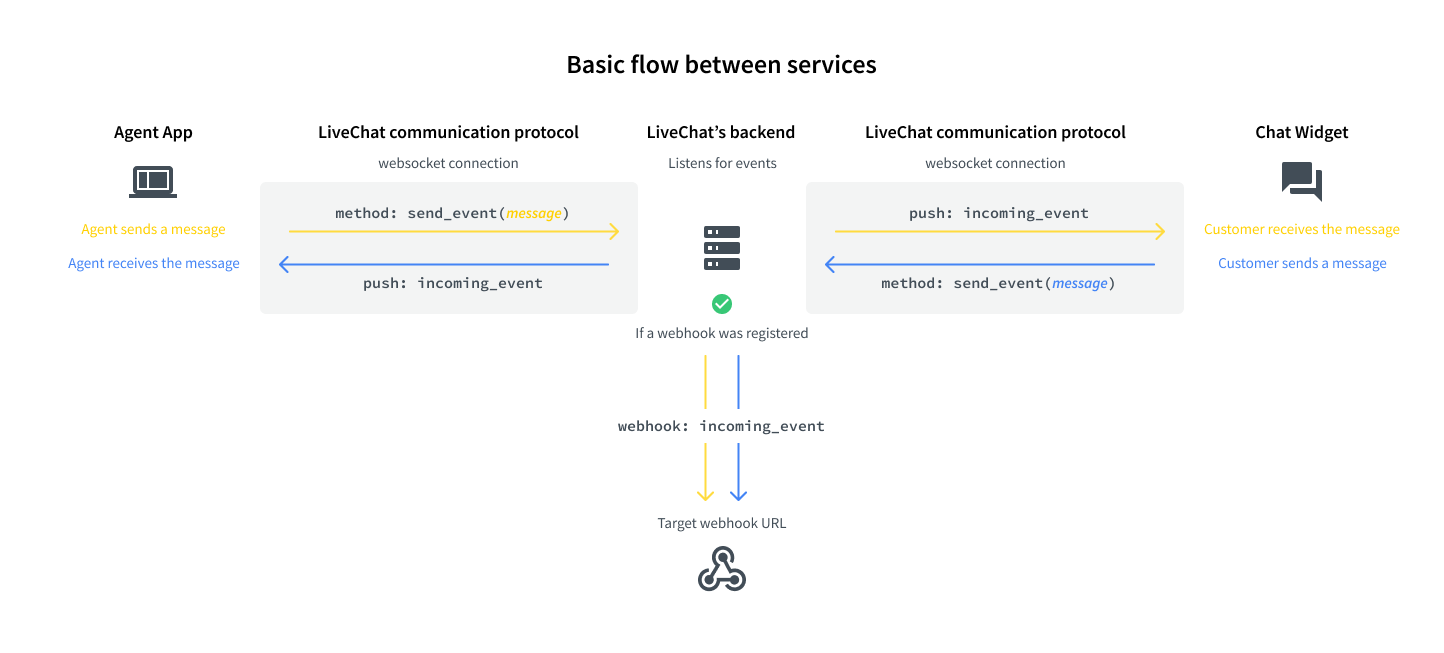 Basic flow between services
Agent App
LiveChat communication protocol
LiveChat’s backend
LiveChat communication protocol
Chat Widget
websocket connection
Listens for events
websocket connection
method: send_event(message)
push: incoming_event
Agent sends a message
Customer receives the message
Agent receives the message
Customer sends a message
push: incoming_event
method: send_event(message)
If a webhook was registered
webhook: incoming_event
Target webhook URL